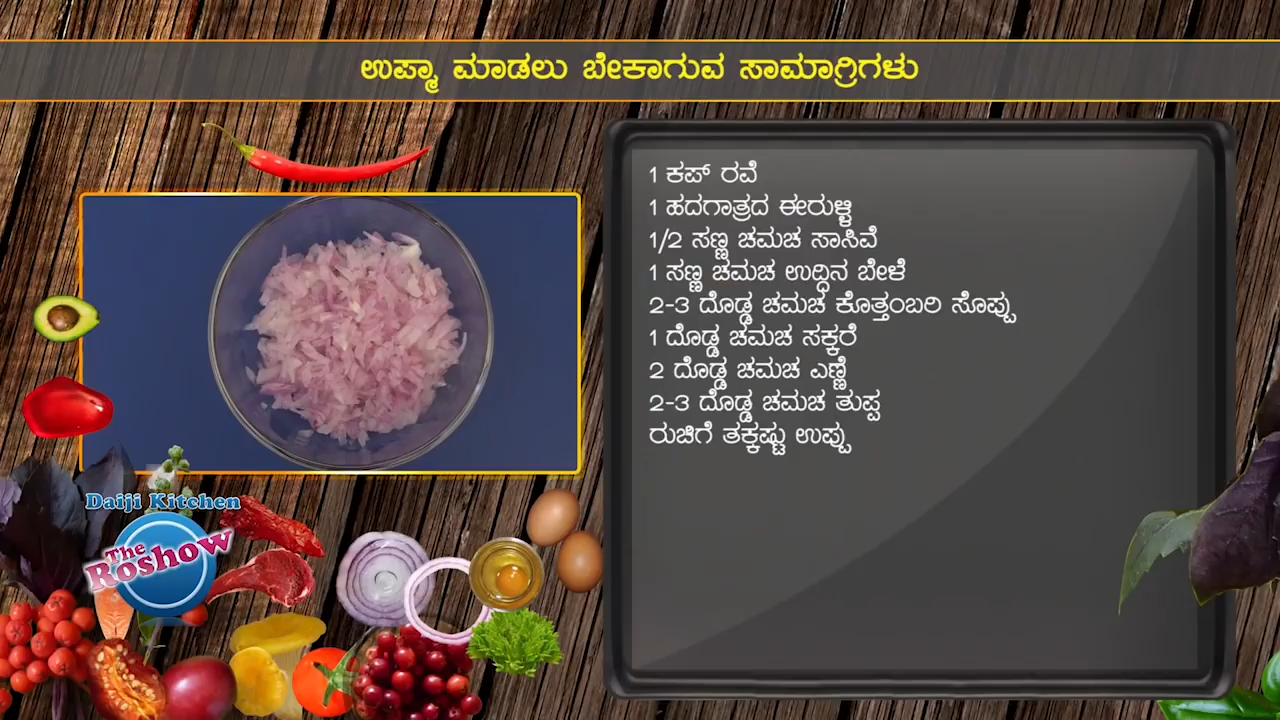 ಉಪ್ಮಾ ಮಾಡಲು ಬೇಕಾಗುವ ಸಾಮಾಗ್ರಿಗಳು
1 ಕಪ್ ರವೆ
1 ಹದಗಾತ್ರದ ಈರುಳ್ಳಿ
1/2 ಸಣ್ಣ ಚಮಚ ಸಾಸಿವೆ
1 ಸಣ್ಣ ಚಮಚ ಉದ್ದಿನ ಬೇಳೆ
2-3 ದೊಡ್ಡ ಚಮಚ ಕೊತ್ತಂಬರಿ ಸೊಪ್ಪು
1 ದೊಡ್ಡ ಚಮಚ ಸಕ್ಕರೆ
2 ದೊಡ್ಡ ಚಮಚ ಎಣ್ಣೆ
2-3 ದೊಡ್ಡ ಚಮಚ ತುಪ್ಪ
ರುಚಿಗೆ ತಕ್ಕಷ್ಟು ಉಪ್ಪು
Daiji Kitchen
The
Roshow